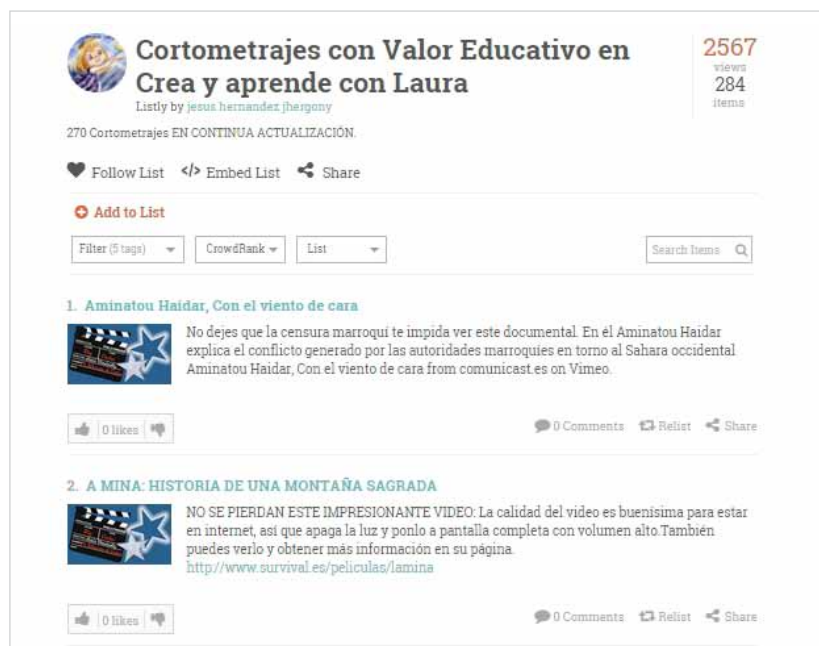 Cortometrajes con Valor Educativo en
Crea y aprende con Laura
Listly by jesus hernandez jhergony
2567
views
284
items
270 Cortometrajes EN CONTINUA ACTUALIZACIÓN.
Follow List </> Embed List Share
Add to List
Filter (5 tags) CrowdRank List Search Items
1. Aminatou Haidar, Con el viento de cara
No dejes que la censura marroquí te impida ver este documental. En él Aminatou Haidar
explica el conflicto generado por las autoridades marroquíes en torno al Sahara occidental
Aminatou Haidar, Con el viento de cara from comunicast.es on Vimeo.
0 likes 0 Comments Relist Share
2. A MINA: HISTORIA DE UNA MONTAÑA SAGRADA
NO SE PIERDAN ESTE IMPRESIONANTE VIDEO: La calidad del video es buenísima para estar
en internet, así que apaga la luz y ponlo a pantalla completa con volumen alto.También
puedes verlo y obtener más información en su página.
http://www.survival.es/peliculas/lamina
0 likes 0 Comments Relist Share